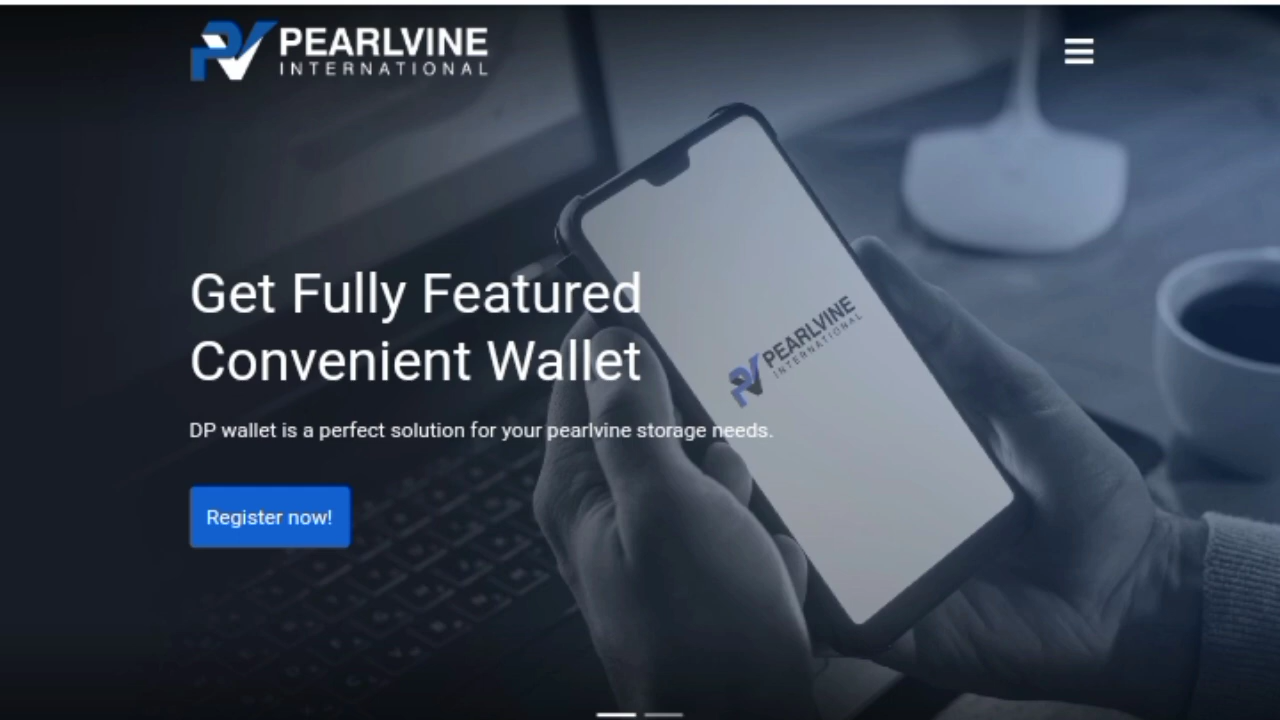 PEARLVINE
INTERNATIONAL
Get Fully Featured
Convenient Wallet
DP wallet is a perfect solution for your pearlvine storage needs.
Register now!
PEARLVINE
INTERNATIONAL